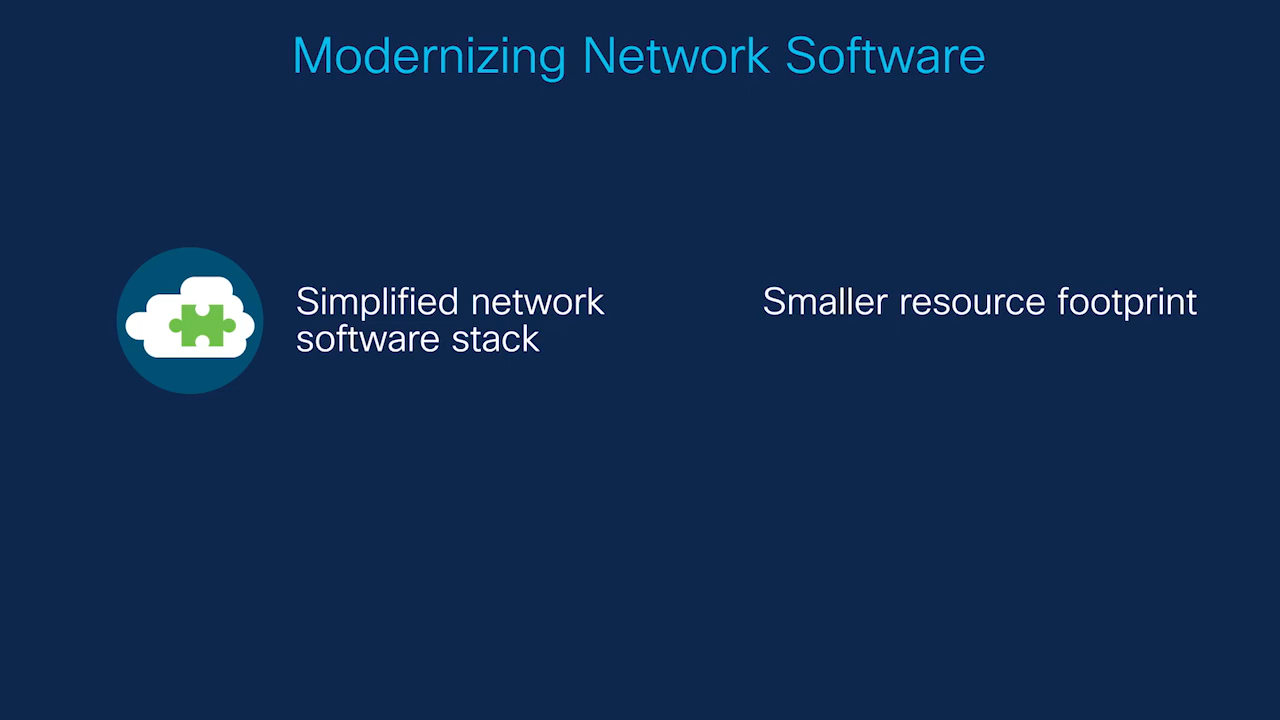 Modernizing Network Software
Simplified network
software stack
Smaller resource footprint